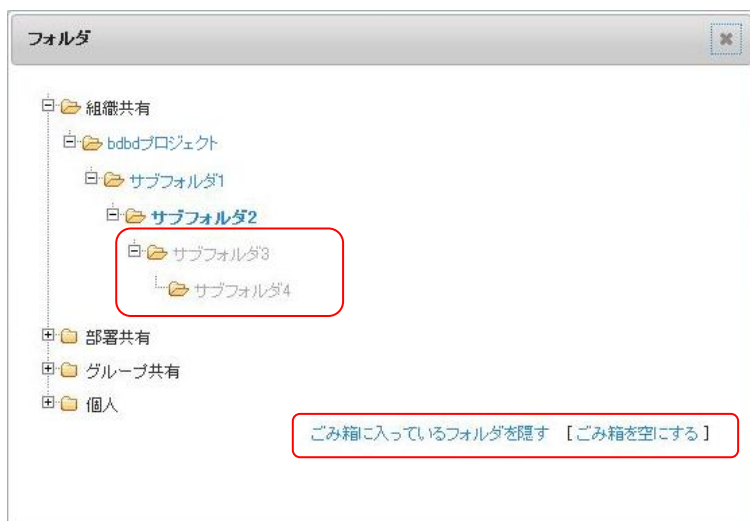 フォルダ
組織共有
bdbdプロジェクト
サブフォルダ1
サブフォルダ2
サブフォルダ3
サブフォルダ4
部署共有
グループ共有
個人
ごみ箱に入っているフォルダを隠す [ごみ箱を空にする]